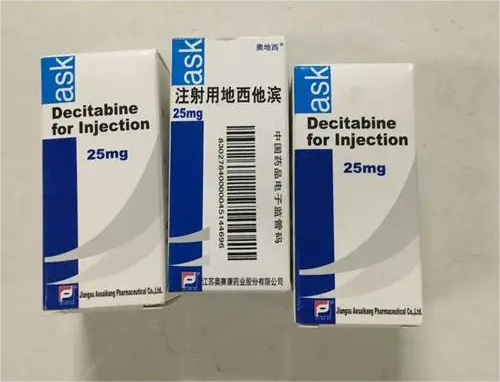 ask
Decitabine
for Injection
25mg
Jiangsu Aosaikang Pharmaceutical Co.,Ltd.
奥地西®
ask
注射用地西他滨
25mg
83027640000045144696
中国药品电子监管码
江苏奥赛康药业股份有限公司
ask
Decitabine
for Injection
25mg
Jiangsu Aosaikang Pharmaceutical Co.,Ltd.